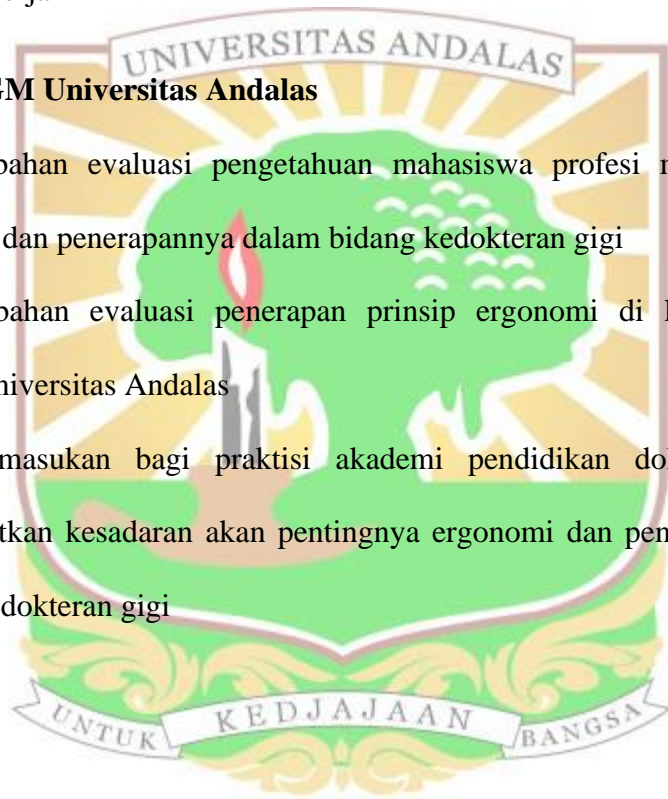 UNIVERSITAS ANDALAS
GM Universitas Andalas
bahan evaluasi pengetahuan mahasiswa profesi
dan penerapannya dalam bidang kedokteran gigi
bahan evaluasi penerapan prinsip ergonomi di
niversitas Andalas
masukan bagi praktisi akademi pendidikan
tkan kesadaran akan pentingnya ergonomi dan
dokteran gigi
UNTUK KEDJAJAAN BANGSA